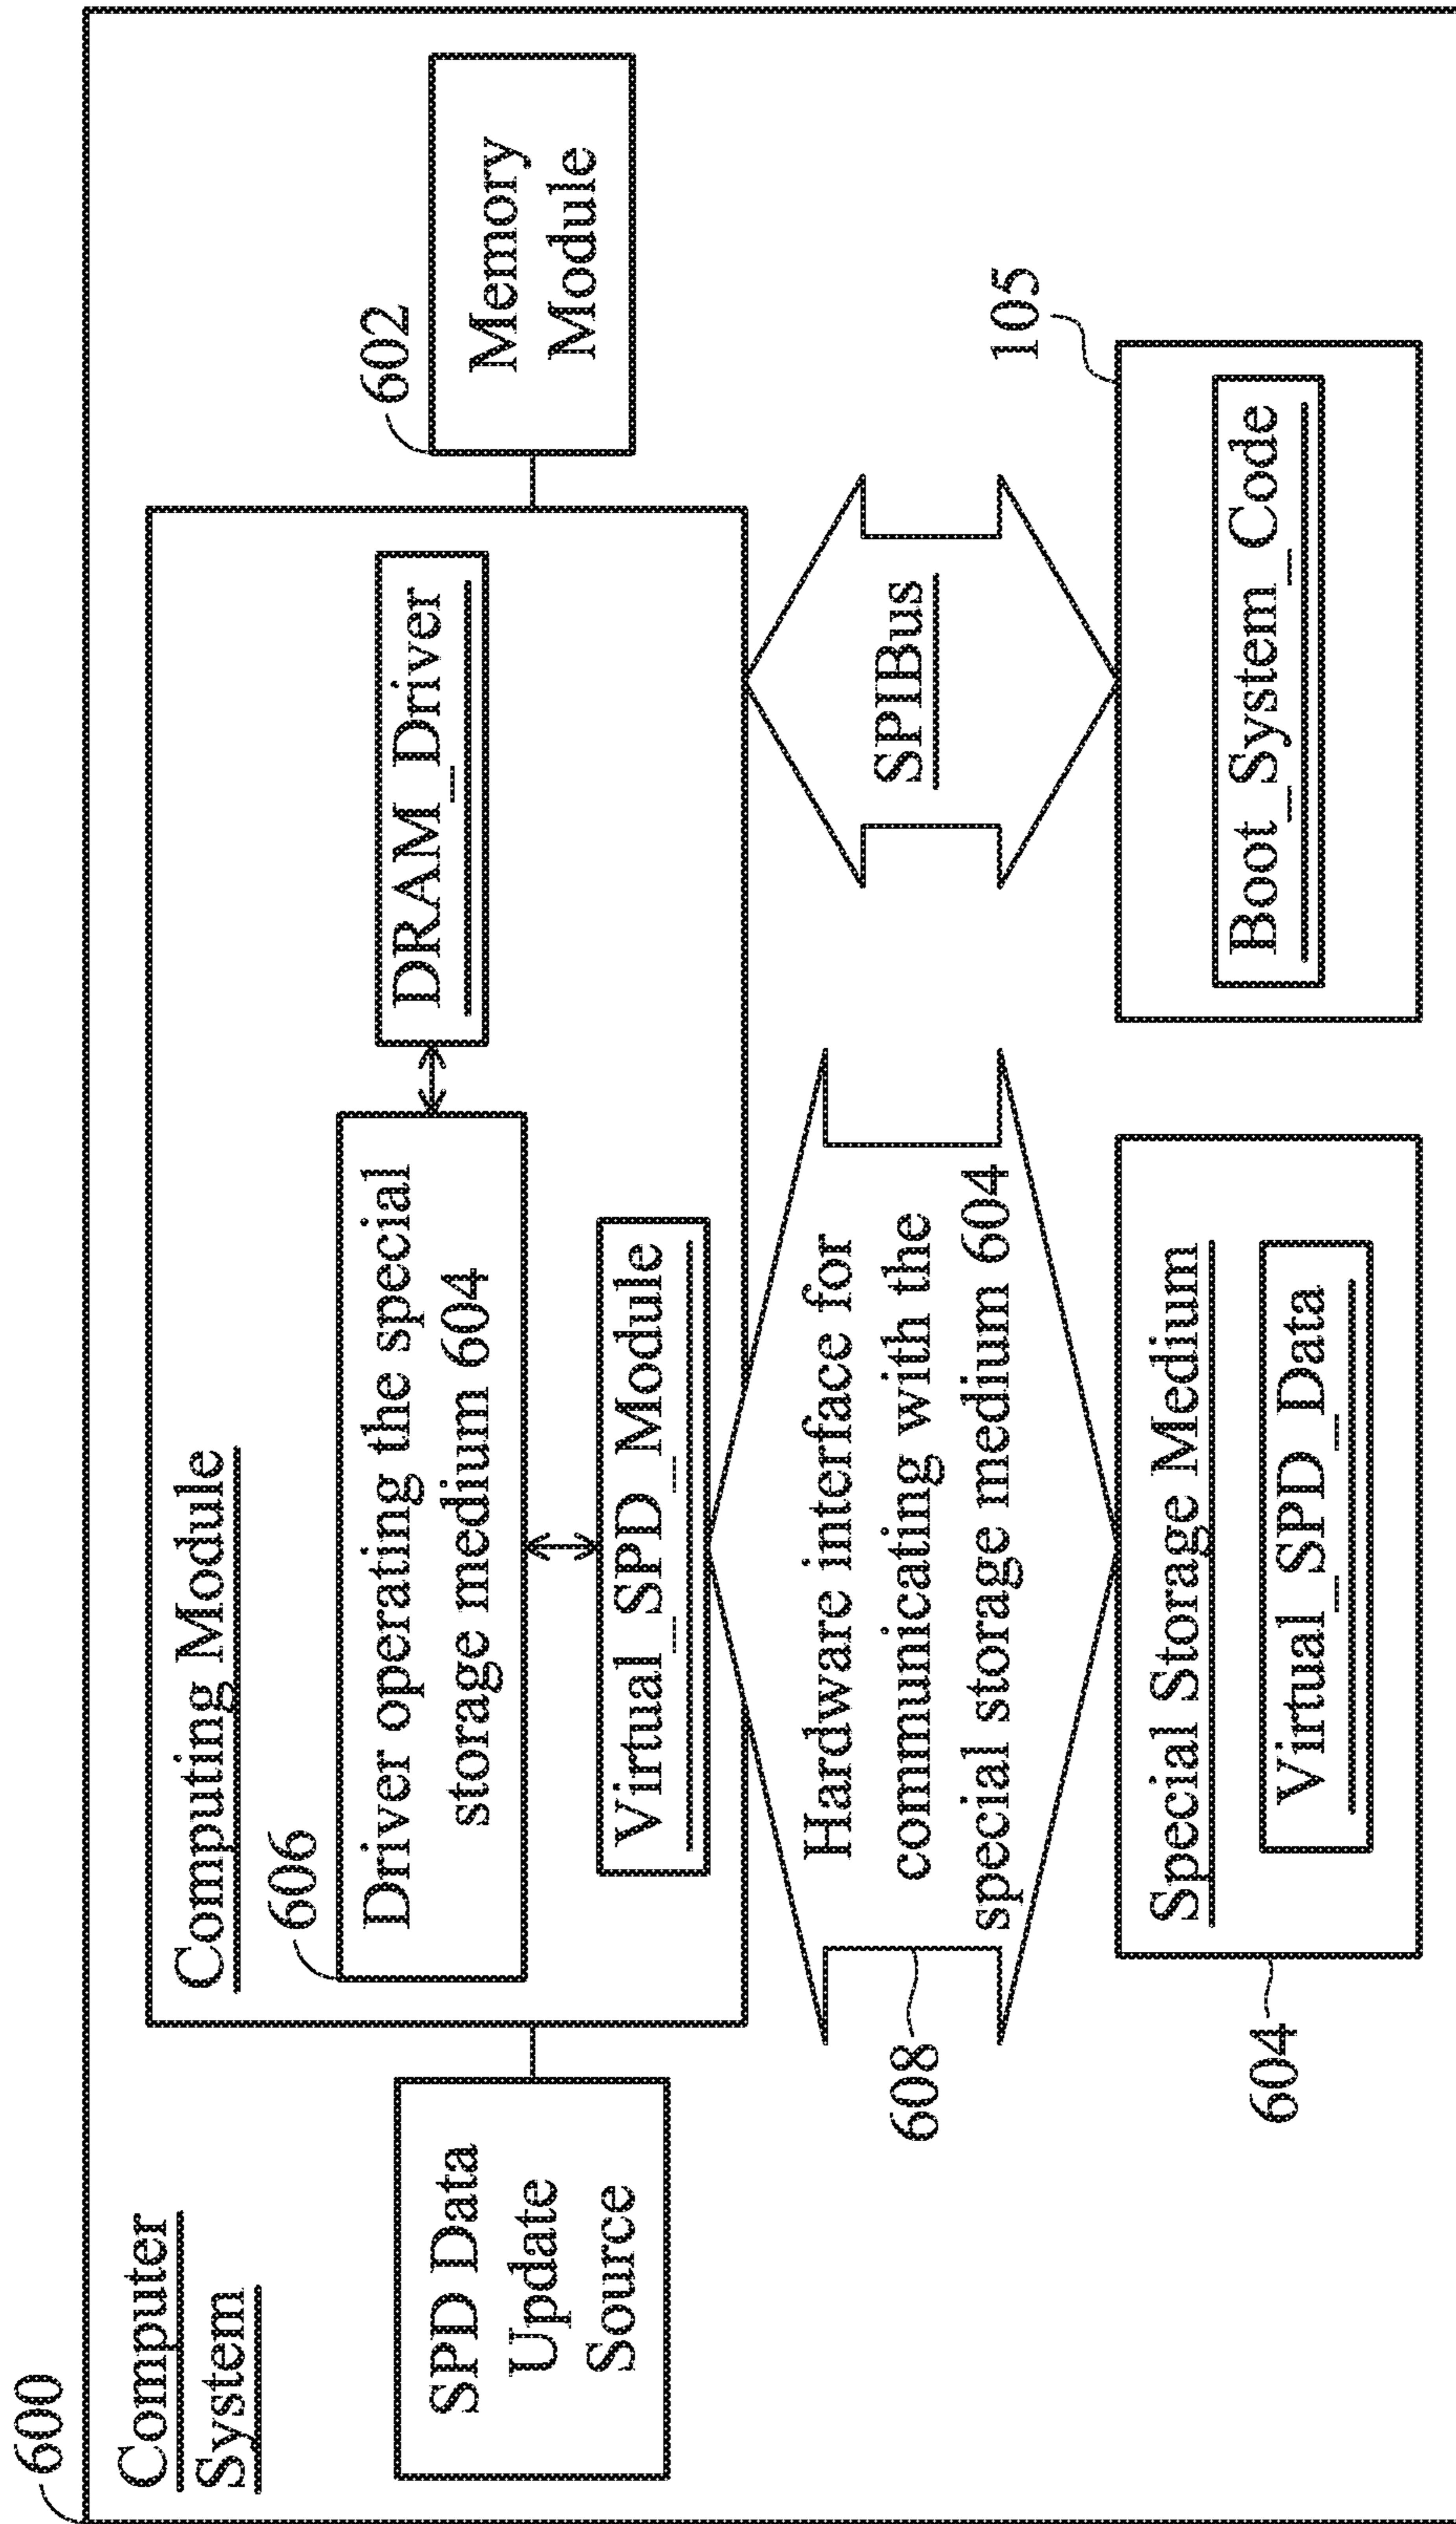 600
Computer
System
Computing Module
SPD Data
Update
Source
606
Driver operating the special
storage medium 604
DRAM_Driver
Virtual_SPD_Module
602
Memory
Module
608
Hardware interface for
communicating with the
special storage medium 604
SPIBus
604
Special Storage Medium
Virtual_SPD_Data
105
Boot_System_Code